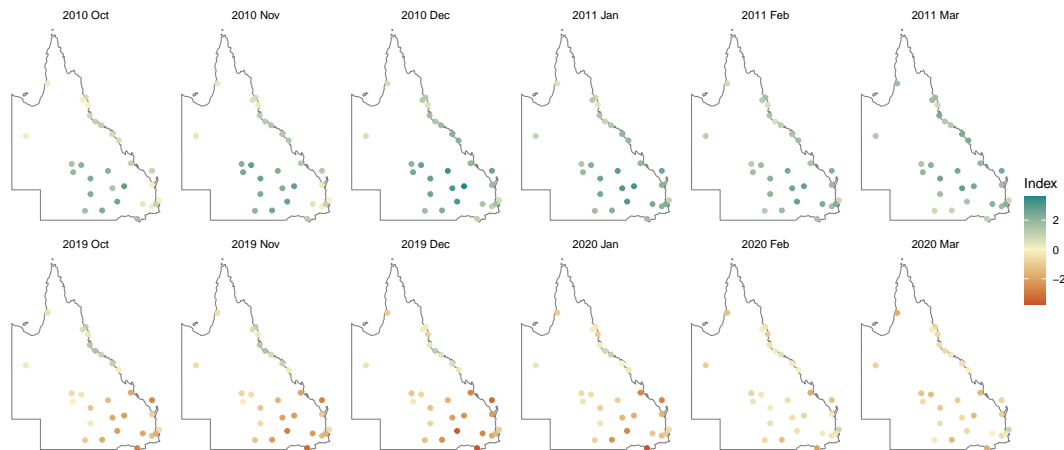 2010 Oct
2010 Nov
2010 Dec
2011 Jan
2011 Feb
2011 Mar
2019 Oct
2019 Nov
2019 Dec
2020 Jan
2020 Feb
2020 Mar
Index
2
0
−2